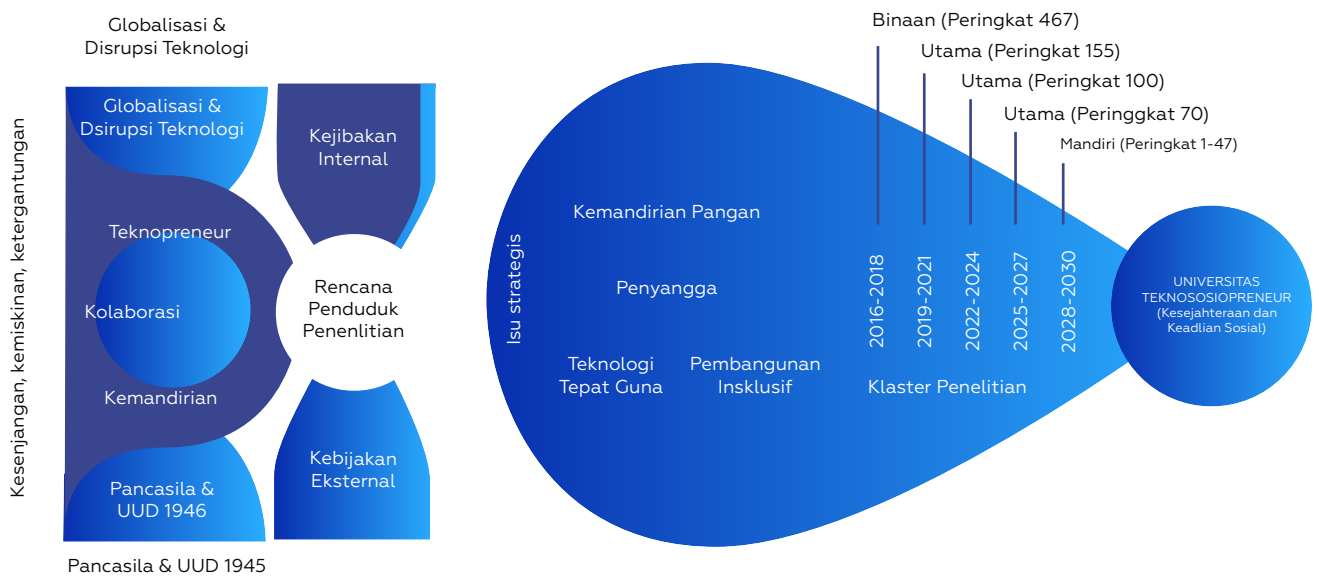 Globalisasi &
Disrupsi Teknologi
Kesenjangan, kemiskinan, ketergantungan
Globalisasi &
Dsirupsi Teknologi
Teknopreneur
Kolaborasi
Kemandirian
Pancasila &
UUD 1946
Pancasila & UUD 1945
Kejibakan
Internal
Rencana
Penduduk
Penenlitian
Kebijakan
Eksternal
Isu strategis
Kemandirian Pangan
Penyangga
Teknologi
Tepat Guna
Pembangunan
Insklusif
Binaan (Peringkat 467)
Utama (Peringkat 155)
Utama (Peringkat 100)
Utama (Peringgkat 70)
Mandiri (Peringkat 1-47)
2016-2018
2019-2021
2022-2024
2025-2027
2028-2030
Klaster Penelitian
UNIVERSITAS
TEKNOSOSIOPRENEUR
(Kesejahteraan dan
Keadlian Sosial)